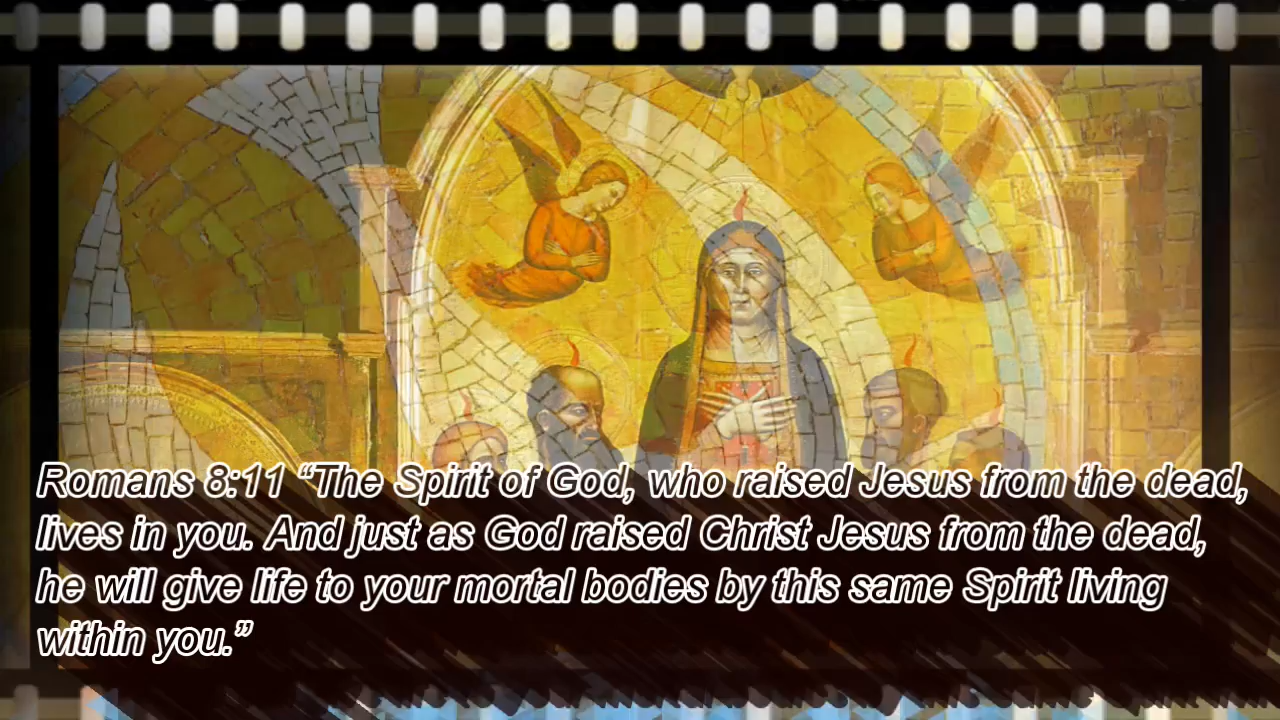 Romans 8:11 “The Spirit of God, who raised Jesus from the dead,
lives in you. And just as God raised Christ Jesus from the dead,
he will give life to your mortal bodies by this same Spirit living
within you.”